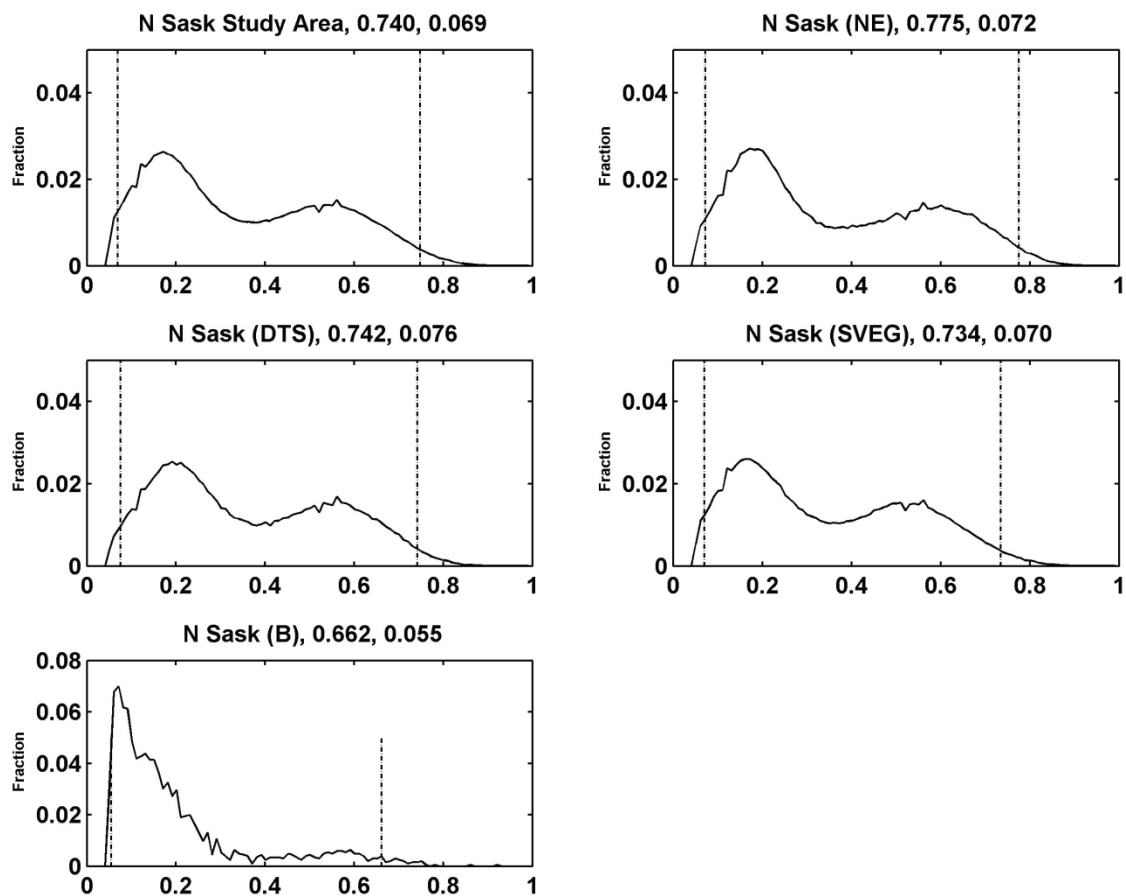 N Sask Study Area, 0.740, 0.069
Fraction
0.04
0.02
0
0 0.2 0.4 0.6 0.8 1
N Sask (NE), 0.775, 0.072
Fraction
0.04
0.02
0
0 0.2 0.4 0.6 0.8 1
N Sask (DTS), 0.742, 0.076
Fraction
0.04
0.02
0
0 0.2 0.4 0.6 0.8 1
N Sask (SVEG), 0.734, 0.070
Fraction
0.04
0.02
0
0 0.2 0.4 0.6 0.8 1
N Sask (B), 0.662, 0.055
Fraction
0.08
0.06
0.04
0.02
0
0 0.2 0.4 0.6 0.8 1